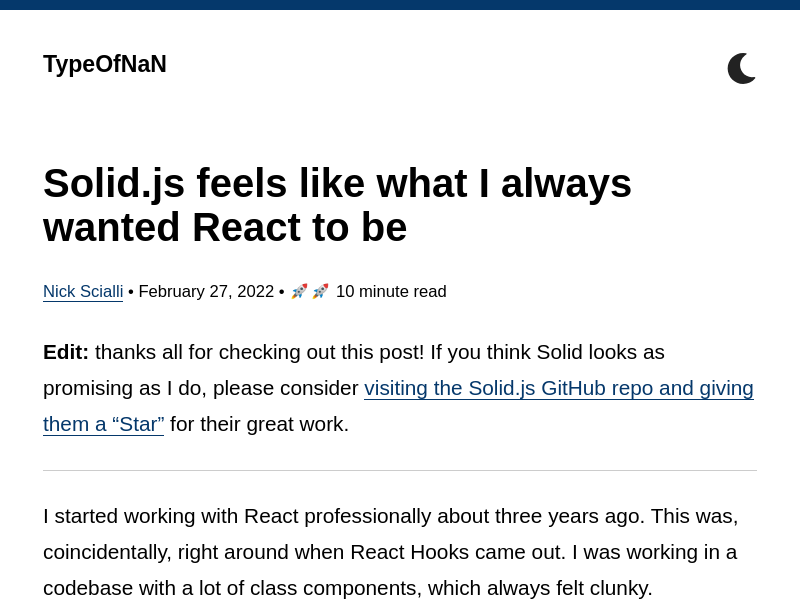 TypeOfNaN
Solid.js feels like what I always
wanted React to be
Nick Scialli • February 27, 2022 • 🚀🚀 10 minute read
Edit: thanks all for checking out this post! If you think Solid looks as
promising as I do, please consider visiting the Solid.js GitHub repo and giving
them a “Star” for their great work.
I started working with React professionally about three years ago. This was,
coincidentally, right around when React Hooks came out. I was working in a
codebase with a lot of class components, which always felt clunky.